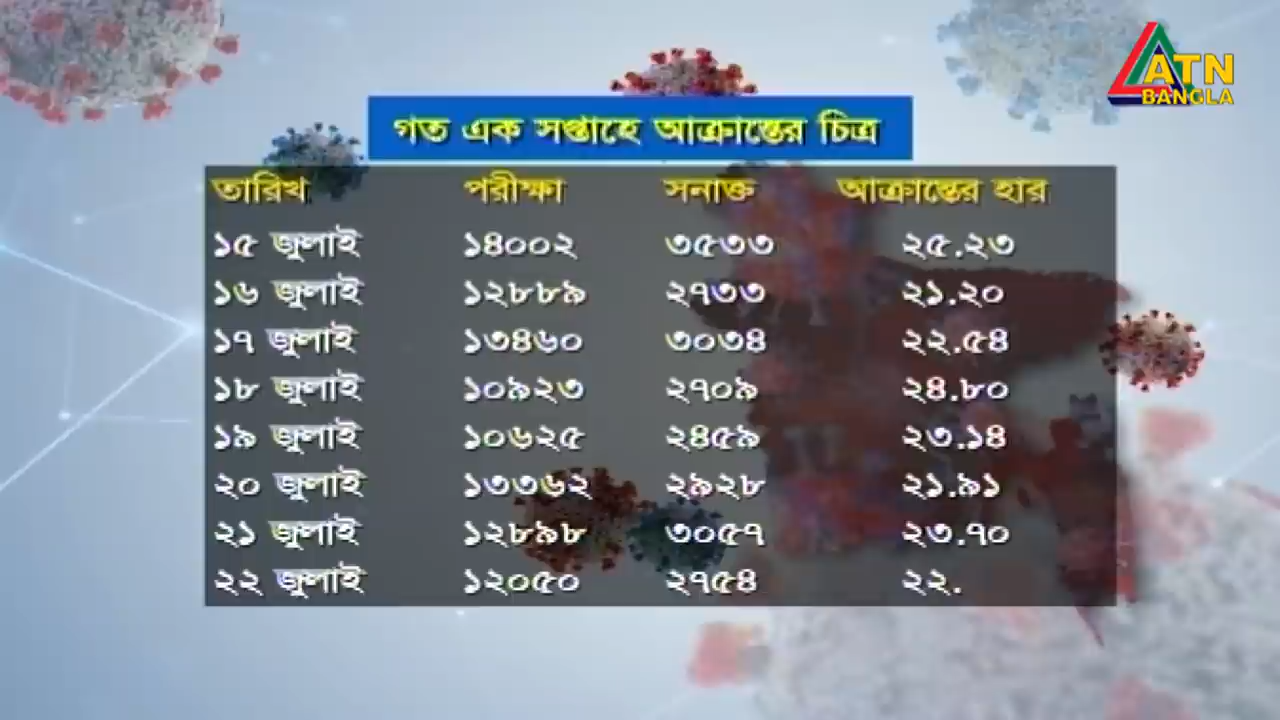 ATN
BANGLA
গত এক সপ্তাহে আক্রান্তের চিত্র
তারিখ পরীক্ষা সনাক্ত আক্রান্তের হার
১৫ জুলাই ১৪০০২ ৩৫৩৩ ২৫.২৩
১৬ জুলাই ১২৮৮৯ ২৭৩৩ ২১.২০
১৭ জুলাই ১৩৪৬০ ৩০৩৪ ২২.৫৪
১৮ জুলাই ১০৯২৩ ২৭০৯ ২৪.৮০
১৯ জুলাই ১০৬২৫ ২৪৫৯ ২৩.১৪
২০ জুলাই ১৩৩৬২ ২৯২৮ ২১.৯১
২১ জুলাই ১২৮৯৮ ৩০৫৭ ২৩.৭০
২২ জুলাই ১২০৫০ ২৭৫৪ ২২.